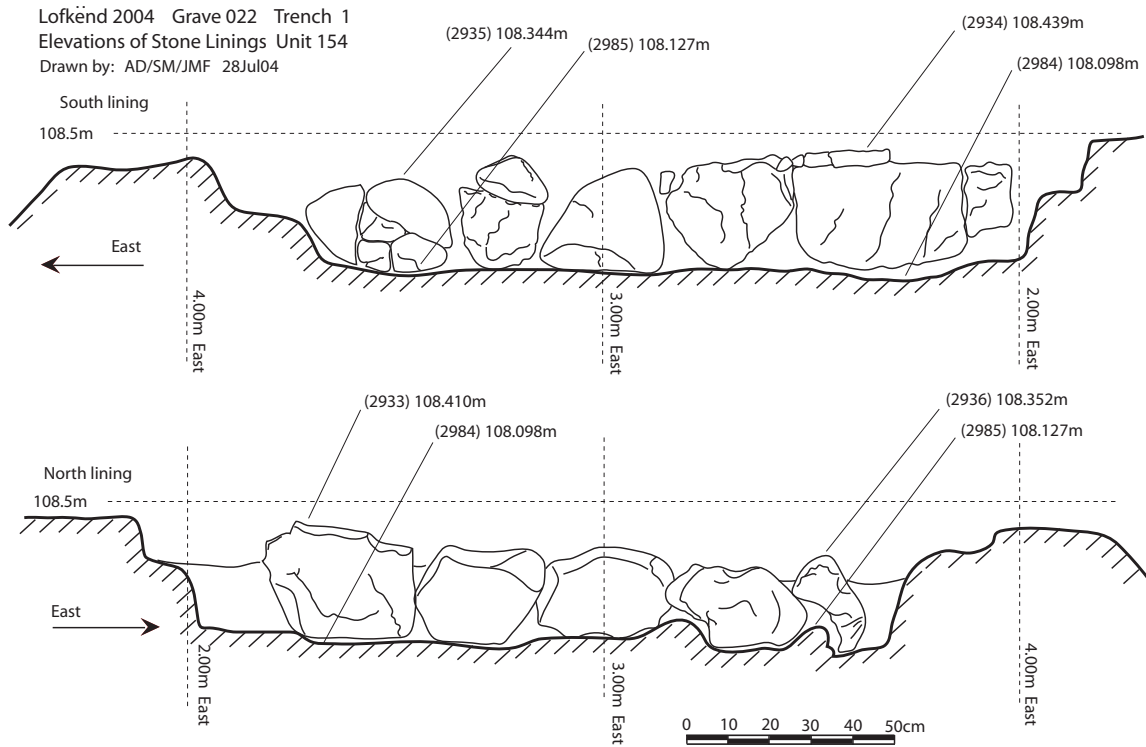 Lofkënd 2004 Grave 022 Trench 1
Elevations of Stone Linings Unit 154
Drawn by: AD/SM/JMF 28Jul04
(2935) 108.344m
(2985) 108.127m
(2934) 108.439m
(2984) 108.098m
South lining
108.5m
East
4.00m East
3.00m East
2.00m East
(2933) 108.410m
(2984) 108.098m
(2936) 108.352m
(2985) 108.127m
North lining
108.5m
East
2.00m East
3.00m East
4.00m East
0 10 20 30 40 50cm